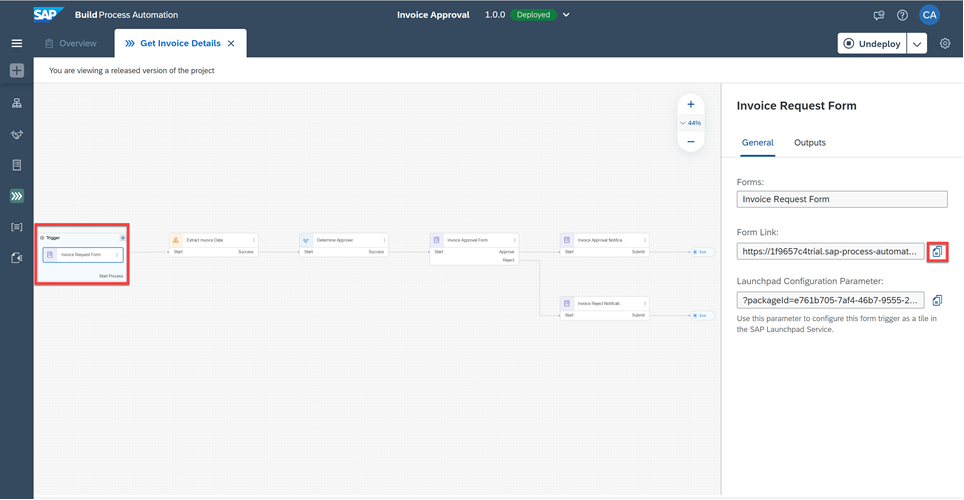 SAP Build Process Automation
Invoice Approval 1.0.0 Deployed
CA
Overview
Get Invoice Details
Undeploy
You are viewing a released version of the project
44%
Trigger
Invoice Request Form
Start Process
Extract Invoice Data
Start Success
Determine Approver
Start Success
Invoice Approval Form
Start Approve
Reject
Invoice Approval Notifica..
Start Submit
End
Invoice Reject Notificati..
Start Submit
End
Invoice Request Form
General Outputs
Forms:
Invoice Request Form
Form Link:
https://1f9657c4trial.sap-process-automat...
Launchpad Configuration Parameter:
?packageId=e761b705-7af4-46b7-9555-2...
Use this parameter to configure this form trigger as a tile in
the SAP Launchpad Service.